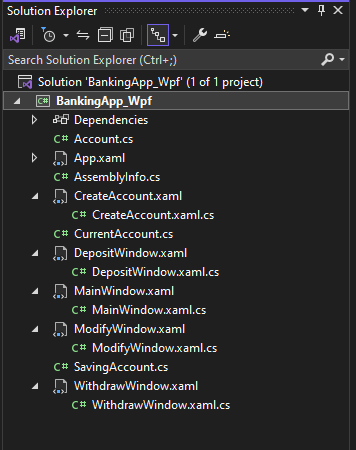 Solution Explorer
Search Solution Explorer (Ctrl+;)
Solution 'BankingApp_Wpf' (1 of 1 project)
C# BankingApp_Wpf
Dependencies
C# Account.cs
App.xaml
C# AssemblyInfo.cs
CreateAccount.xaml
C# CreateAccount.xaml.cs
C# CurrentAccount.cs
DepositWindow.xaml
C# DepositWindow.xaml.cs
MainWindow.xaml
C# MainWindow.xaml.cs
ModifyWindow.xaml
C# ModifyWindow.xaml.cs
C# SavingAccount.cs
WithdrawWindow.xaml
C# WithdrawWindow.xaml.cs